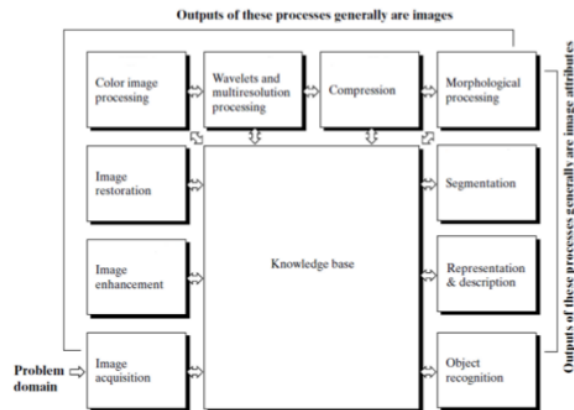 Outputs of these processes generally are images
Color image
processing
Wavelets and
multiresolution
processing
Compression
Morphological
processing
Image
restoration
Segmentation
Image
enhancement
Knowledge base
Representation
& description
Problem
domain
Image
acquisition
Object
recognition
Outputs of these processes generally are image attributes